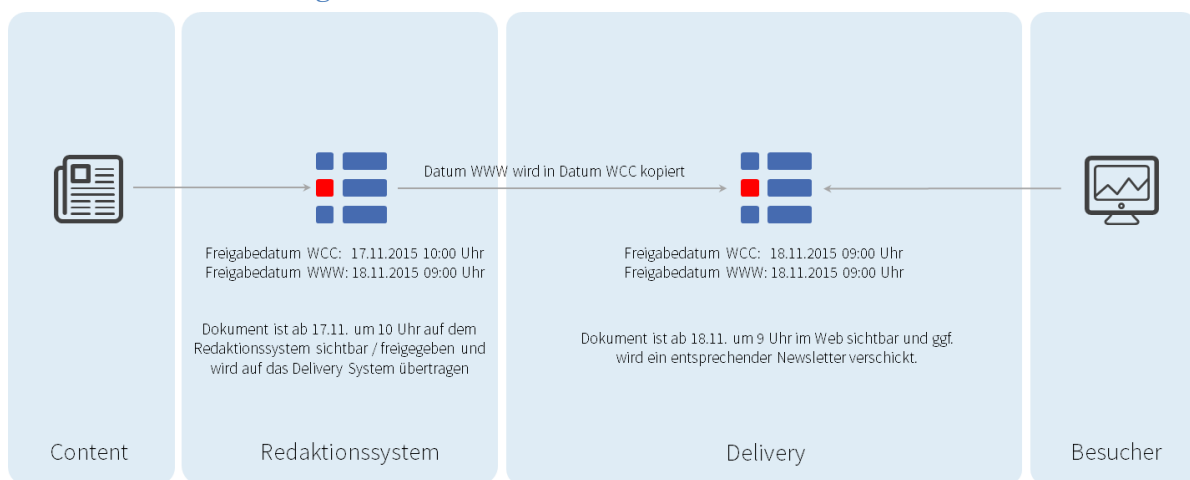 Datum WWW wird in Datum WCC kopiert
Freigabedatum WCC: 17.11.2015 10:00 Uhr
Freigabedatum WWW: 18.11.2015 09:00 Uhr
Dokument ist ab 17.11. um 10 Uhr auf dem
Redaktionssystem sichtbar / freigegeben und
wird auf das Delivery System übertragen
Freigabedatum WCC: 18.11.2015 09:00 Uhr
Freigabedatum WWW: 18.11.2015 09:00 Uhr
Dokument ist ab 18.11. um 9 Uhr im Web sichtbar und ggf.
wird ein entsprechender Newsletter verschickt.
Content
Redaktionssystem
Delivery
Besucher